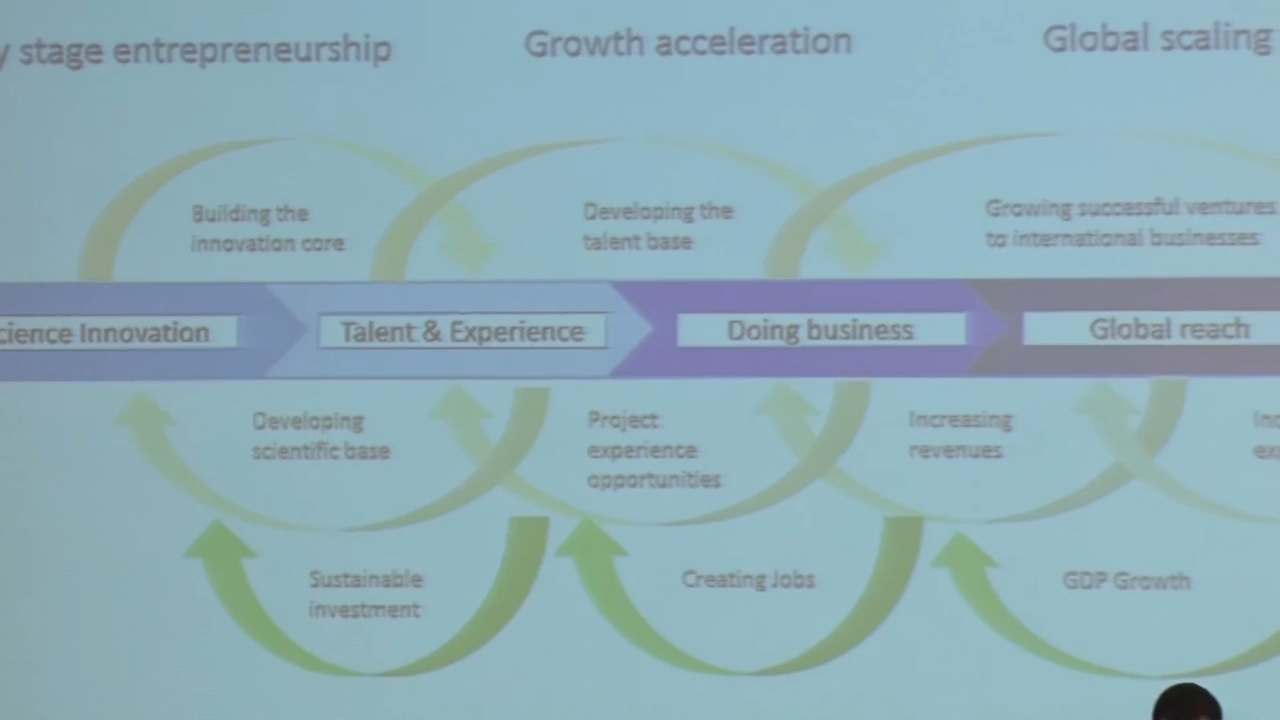 y stage entrepreneurship
Growth acceleration
Global scaling
Building the
innovation core
Developing the
talent base
Growing successful ventures
to international businesses
cience Innovation
Talent & Experience
Doing business
Global reach
Developing
scientific base
Project
experience
opportunities
Increasing
revenues
Sustainable
investment
Creating Jobs
GDP Growth